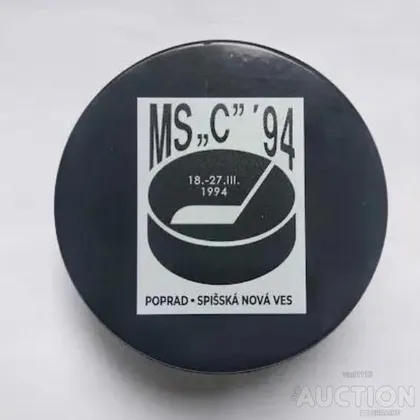 MS „C” ´94
18.-27.III.
1994
POPRAD • SPIŠSKÁ NOVÁ VES
AUCTION